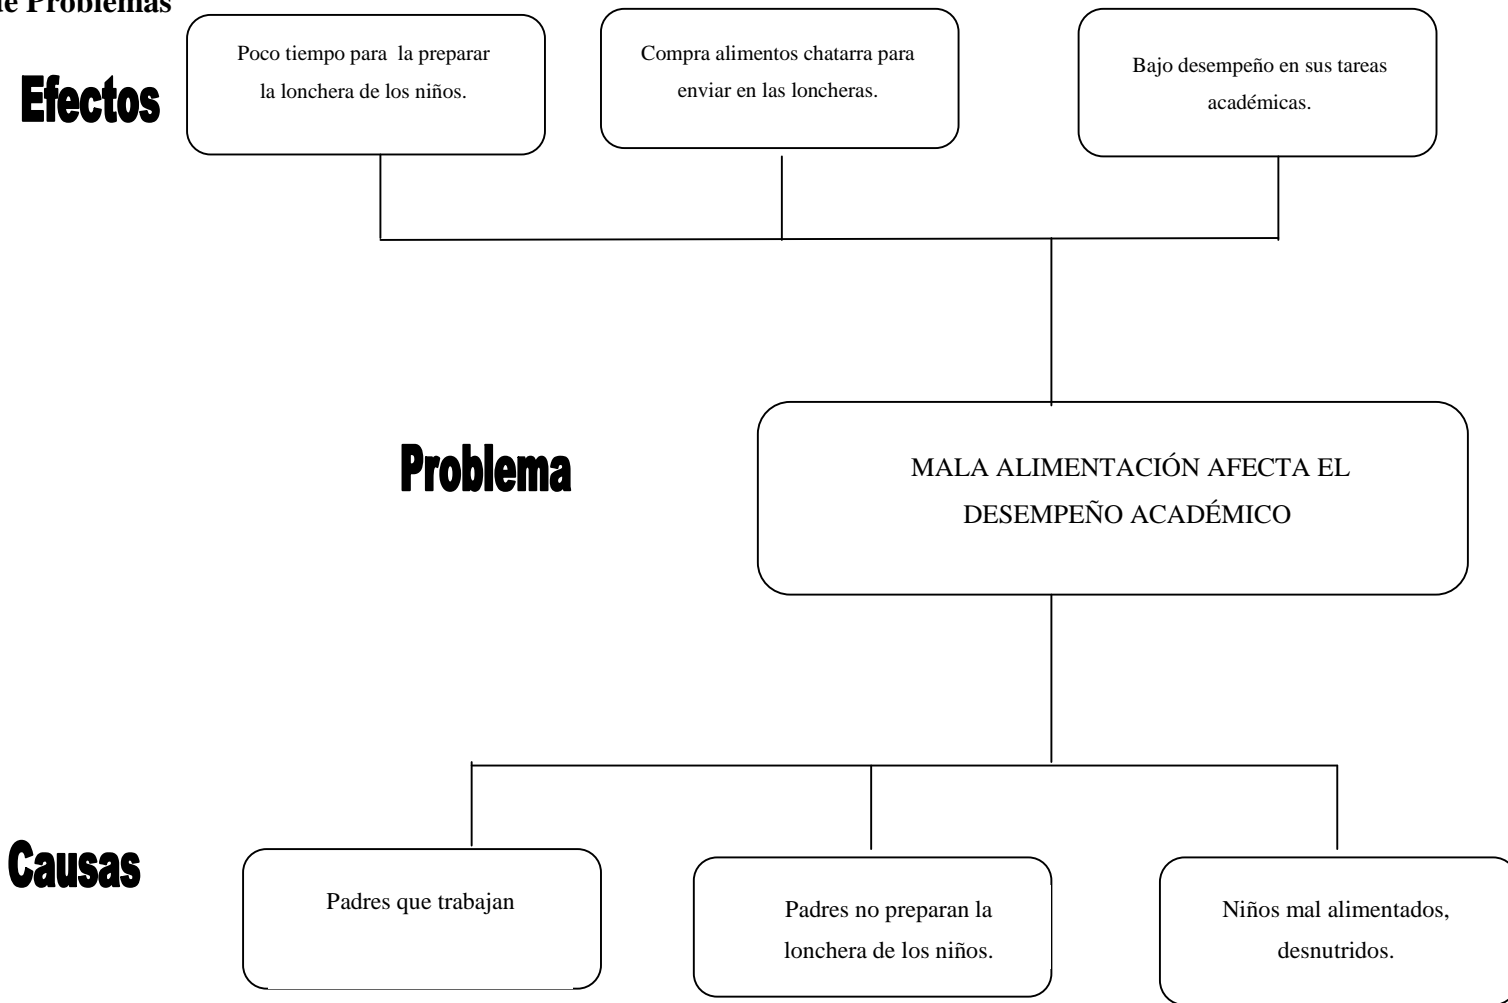 de Problemas
Efectos
Poco tiempo para la preparar
la lonchera de los niños.
Compra alimentos chatarra para
enviar en las loncheras.
Bajo desempeño en sus tareas
académicas.
Problema
MALA ALIMENTACIÓN AFECTA EL
DESEMPEÑO ACADÉMICO
Causas
Padres que trabajan
Padres no preparan la
lonchera de los niños.
Niños mal alimentados,
desnutridos.